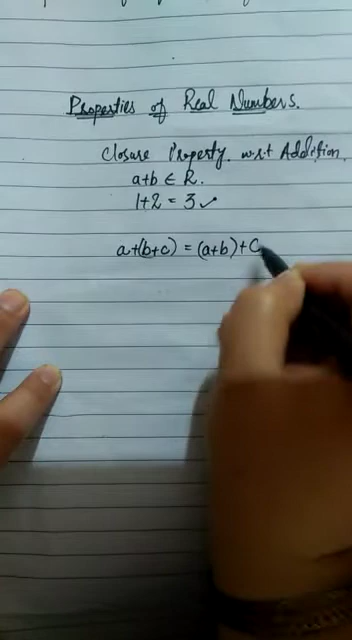 Properties of Real Numbers.
Closure Property. w.r.t Addition.
a+b ∈ R.
1+2 = 3 ✓
a+(b+c) = (a+b)+C